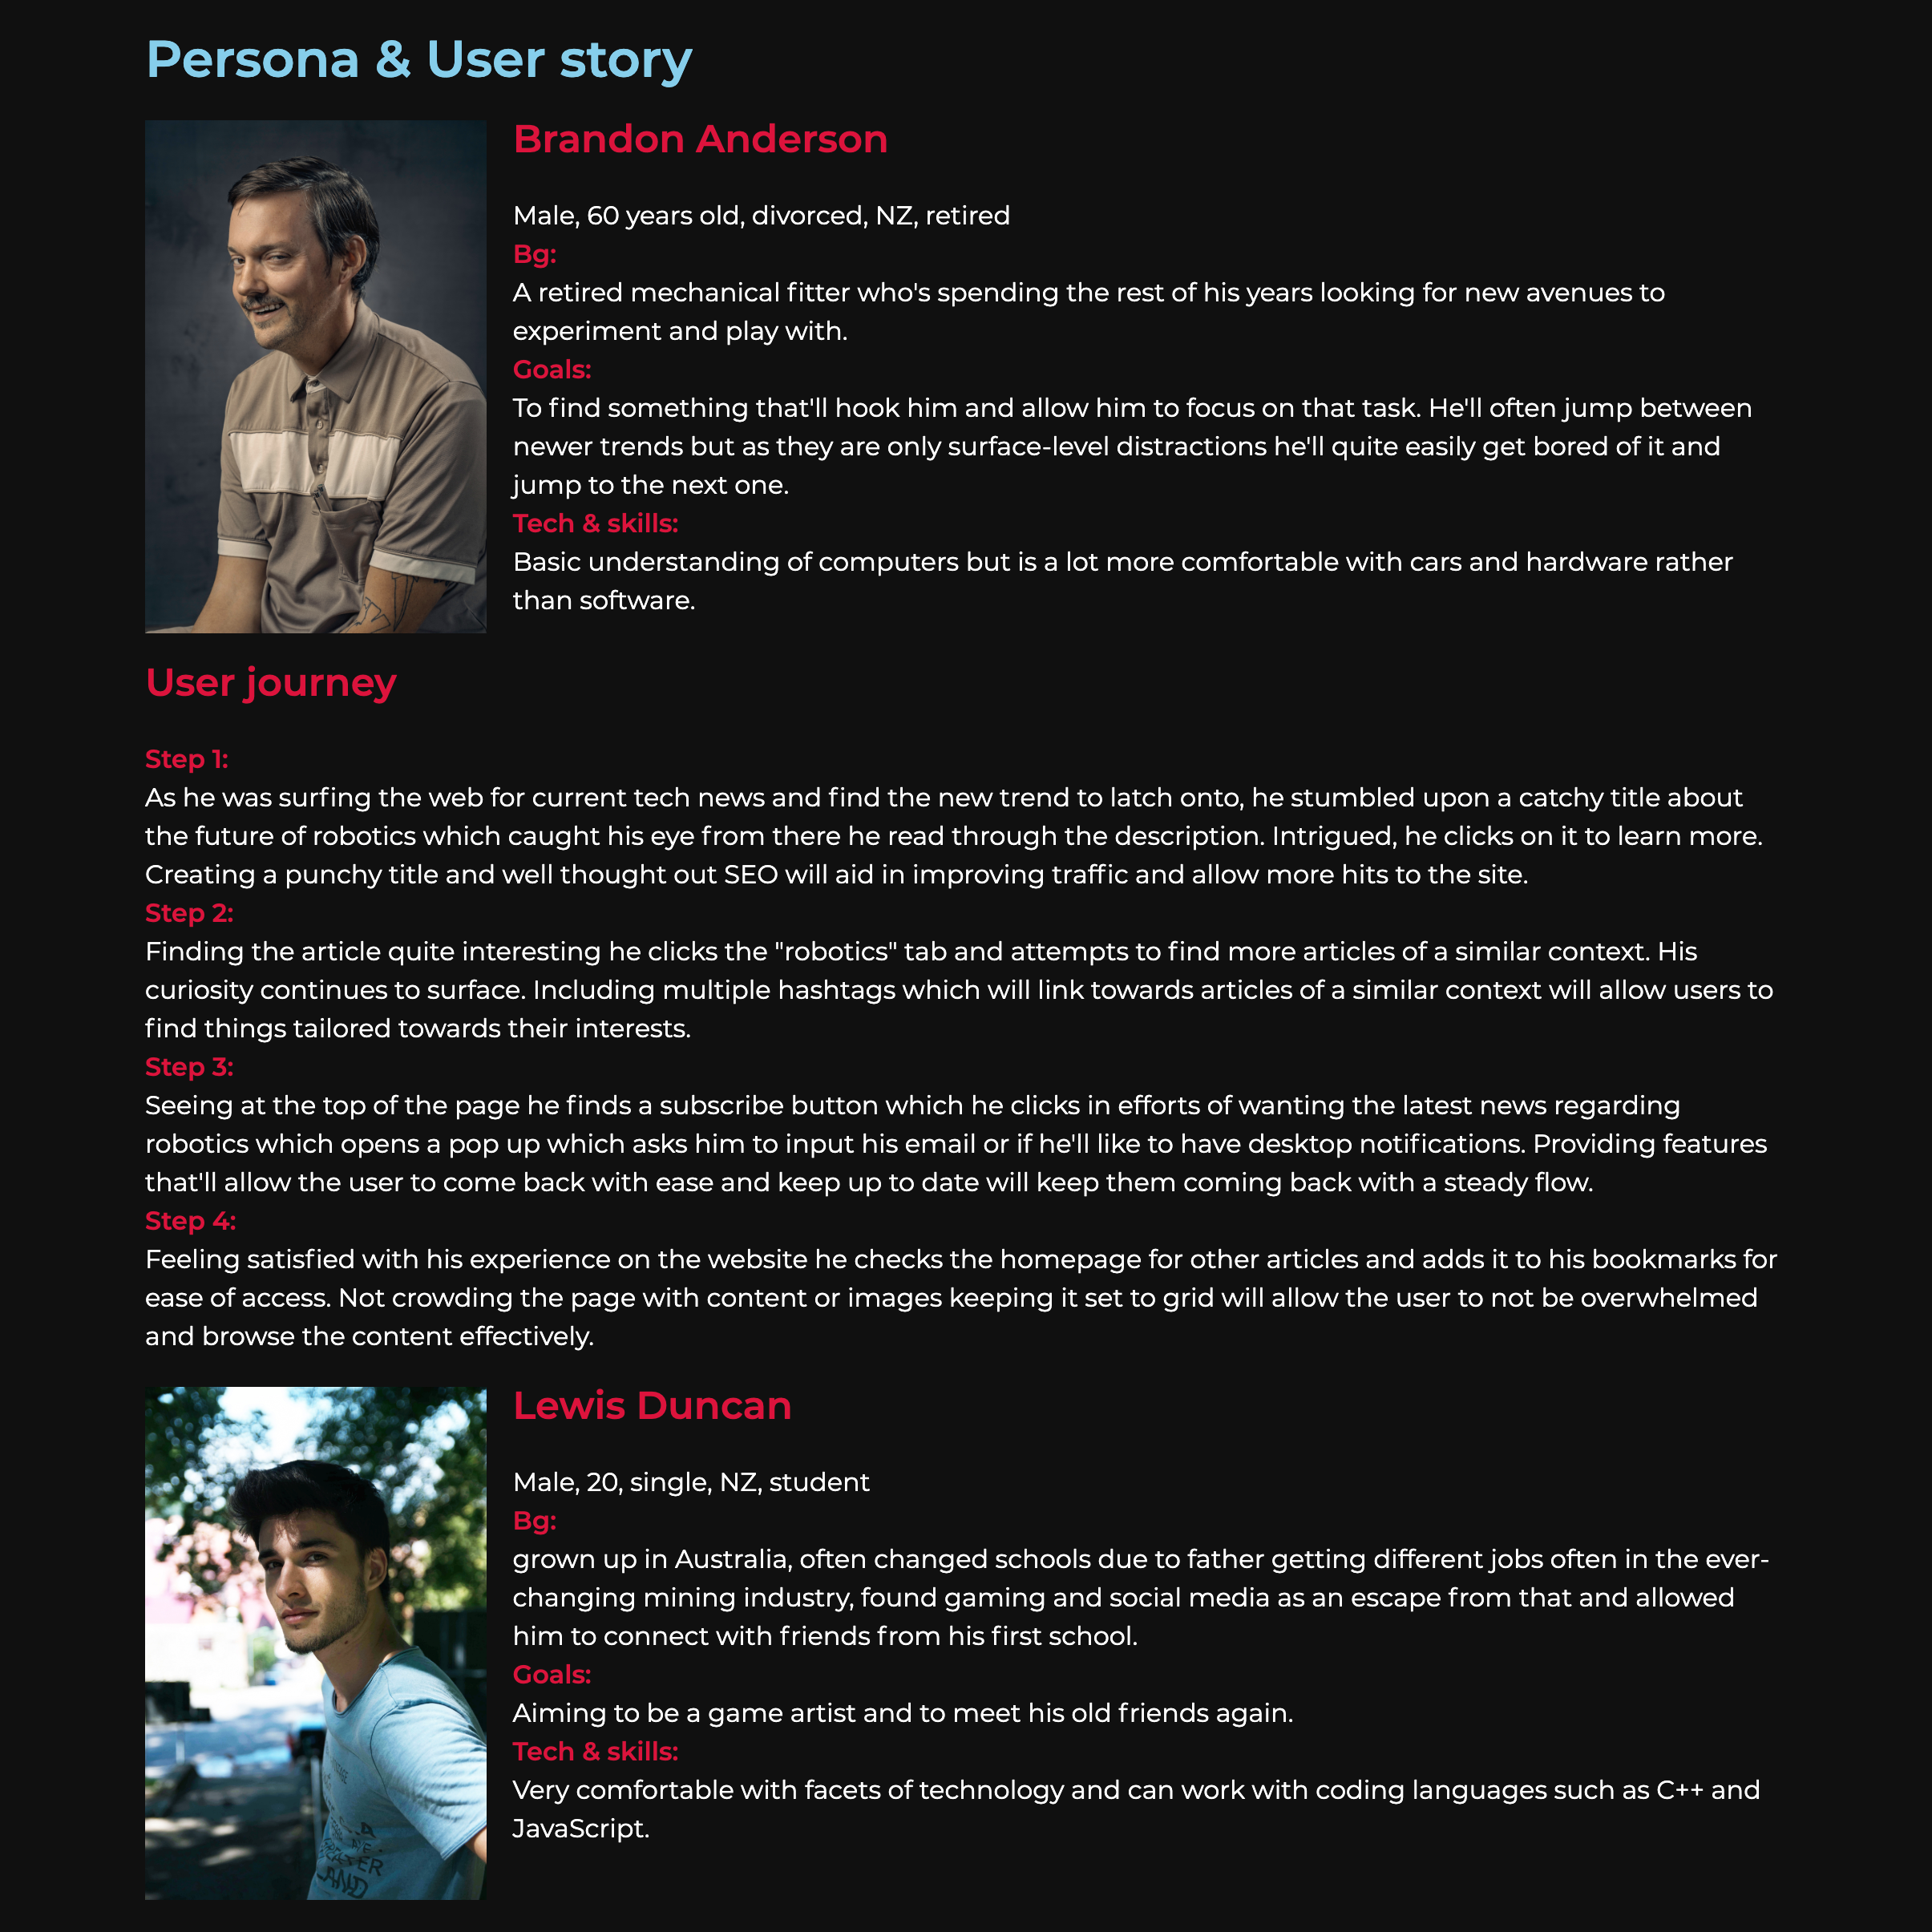 Persona & User story
Brandon Anderson
Male, 60 years old, divorced, NZ, retired
Bg:
A retired mechanical fitter who's spending the rest of his years looking for new avenues to
experiment and play with.
Goals:
To find something that'll hook him and allow him to focus on that task. He'll often jump between
newer trends but as they are only surface-level distractions he'll quite easily get bored of it and
jump to the next one.
Tech & skills:
Basic understanding of computers but is a lot more comfortable with cars and hardware rather
than software.
User journey
Step 1:
As he was surfing the web for current tech news and find the new trend to latch onto, he stumbled upon a catchy title about
the future of robotics which caught his eye from there he read through the description. Intrigued, he clicks on it to learn more.
Creating a punchy title and well thought out SEO will aid in improving traffic and allow more hits to the site.
Step 2:
Finding the article quite interesting he clicks the "robotics" tab and attempts to find more articles of a similar context. His
curiosity continues to surface. Including multiple hashtags which will link towards articles of a similar context will allow users to
find things tailored towards their interests.
Step 3:
Seeing at the top of the page he finds a subscribe button which he clicks in efforts of wanting the latest news regarding
robotics which opens a pop up which asks him to input his email or if he'll like to have desktop notifications. Providing features
that'll allow the user to come back with ease and keep up to date will keep them coming back with a steady flow.
Step 4:
Feeling satisfied with his experience on the website he checks the homepage for other articles and adds it to his bookmarks for
ease of access. Not crowding the page with content or images keeping it set to grid will allow the user to not be overwhelmed
and browse the content effectively.
Lewis Duncan
Male, 20, single, NZ, student
Bg:
grown up in Australia, often changed schools due to father getting different jobs often in the ever-
changing mining industry, found gaming and social media as an escape from that and allowed
him to connect with friends from his first school.
Goals:
Aiming to be a game artist and to meet his old friends again.
Tech & skills:
Very comfortable with facets of technology and can work with coding languages such as C++ and
JavaScript.